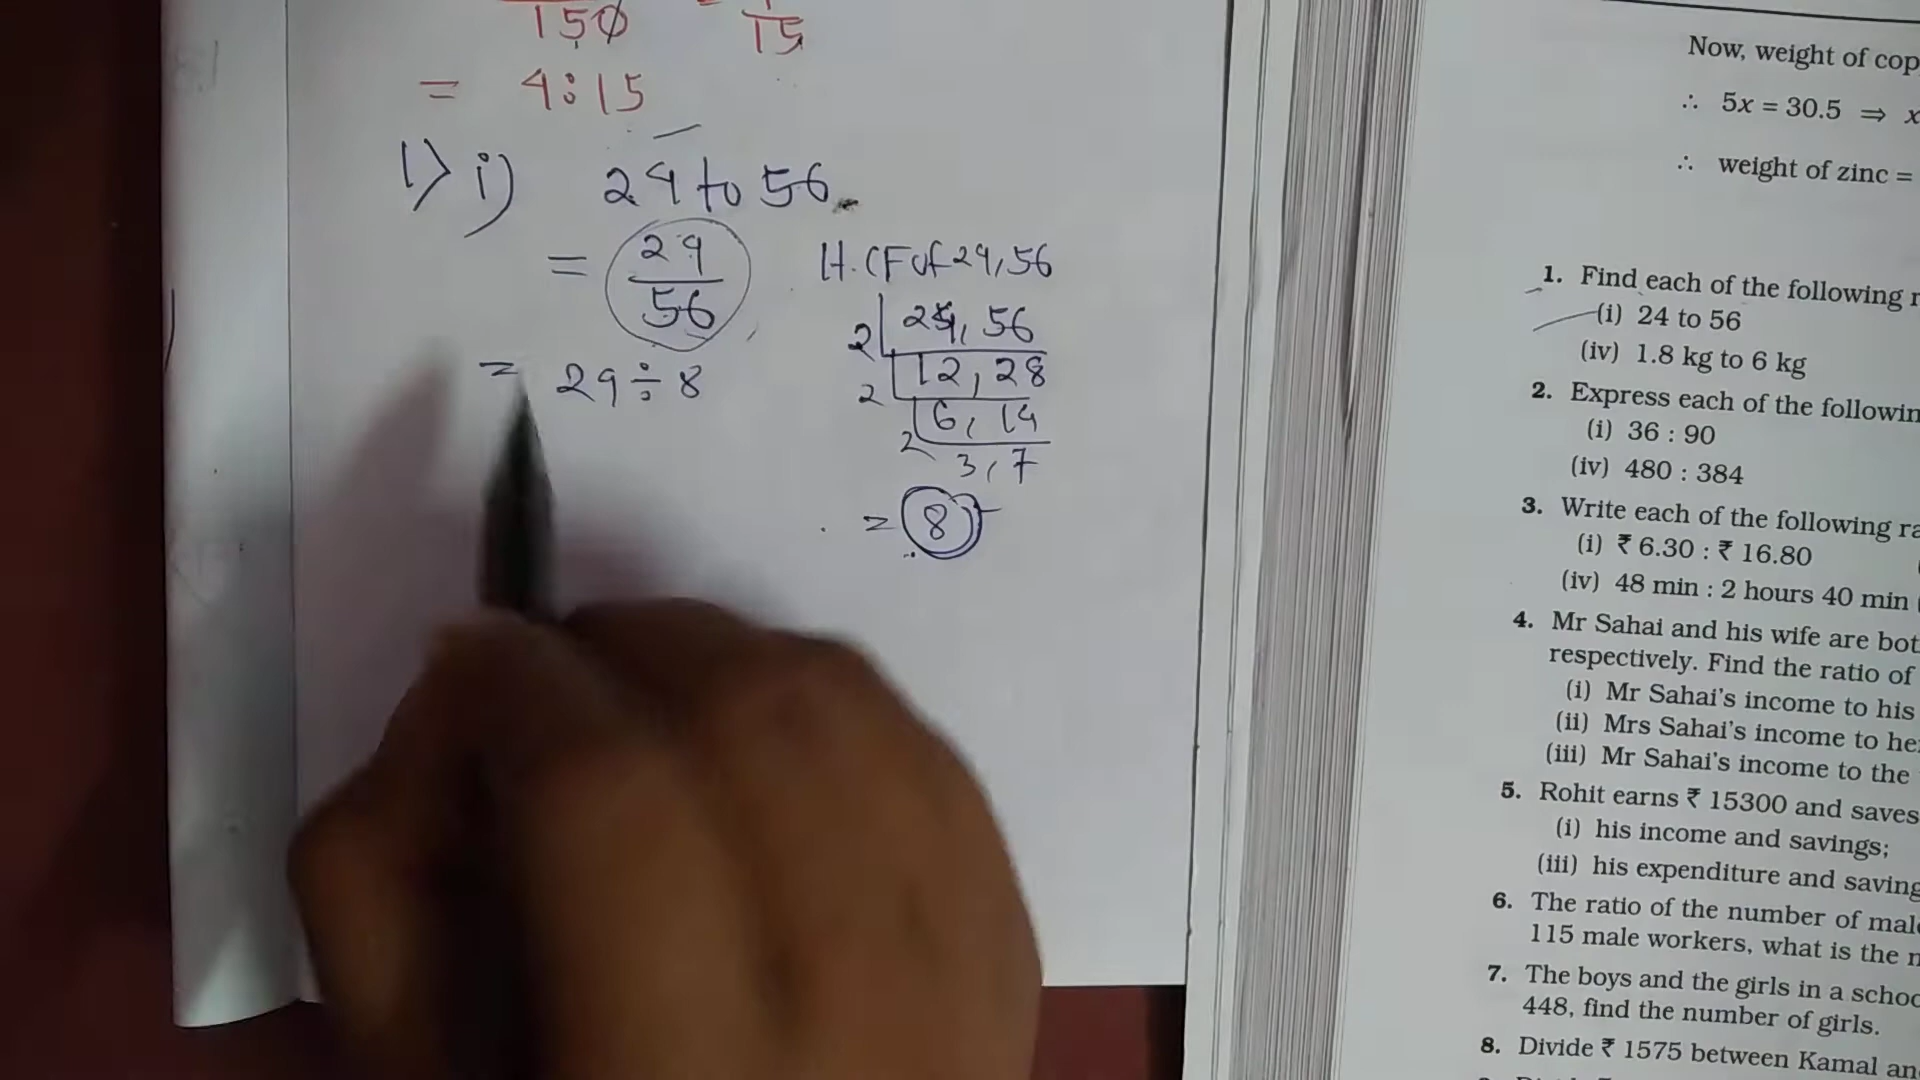 150 = 15
= 4:15
1) i) 24 to 56
= 24
56
= 24 ÷ 8
H.CF of 24, 56
2 24, 56
2 12, 28
2 6, 14
3, 7
= 8
Now, weight of cop
∴ 5x = 30.5 ⇒ x
∴ weight of zinc =
1. Find each of the following r
(i) 24 to 56
(iv) 1.8 kg to 6 kg
2. Express each of the followin
(i) 36 : 90
(iv) 480 : 384
3. Write each of the following ra
(i) ₹ 6.30 : ₹ 16.80
(iv) 48 min : 2 hours 40 min
4. Mr Sahai and his wife are bot
respectively. Find the ratio of
(i) Mr Sahai's income to his
(ii) Mrs Sahai's income to he
(iii) Mr Sahai's income to the
5. Rohit earns ₹ 15300 and saves
(i) his income and savings;
(iii) his expenditure and saving
6. The ratio of the number of male
115 male workers, what is the n
7. The boys and the girls in a schoo
448, find the number of girls.
8. Divide ₹ 1575 between Kamal an